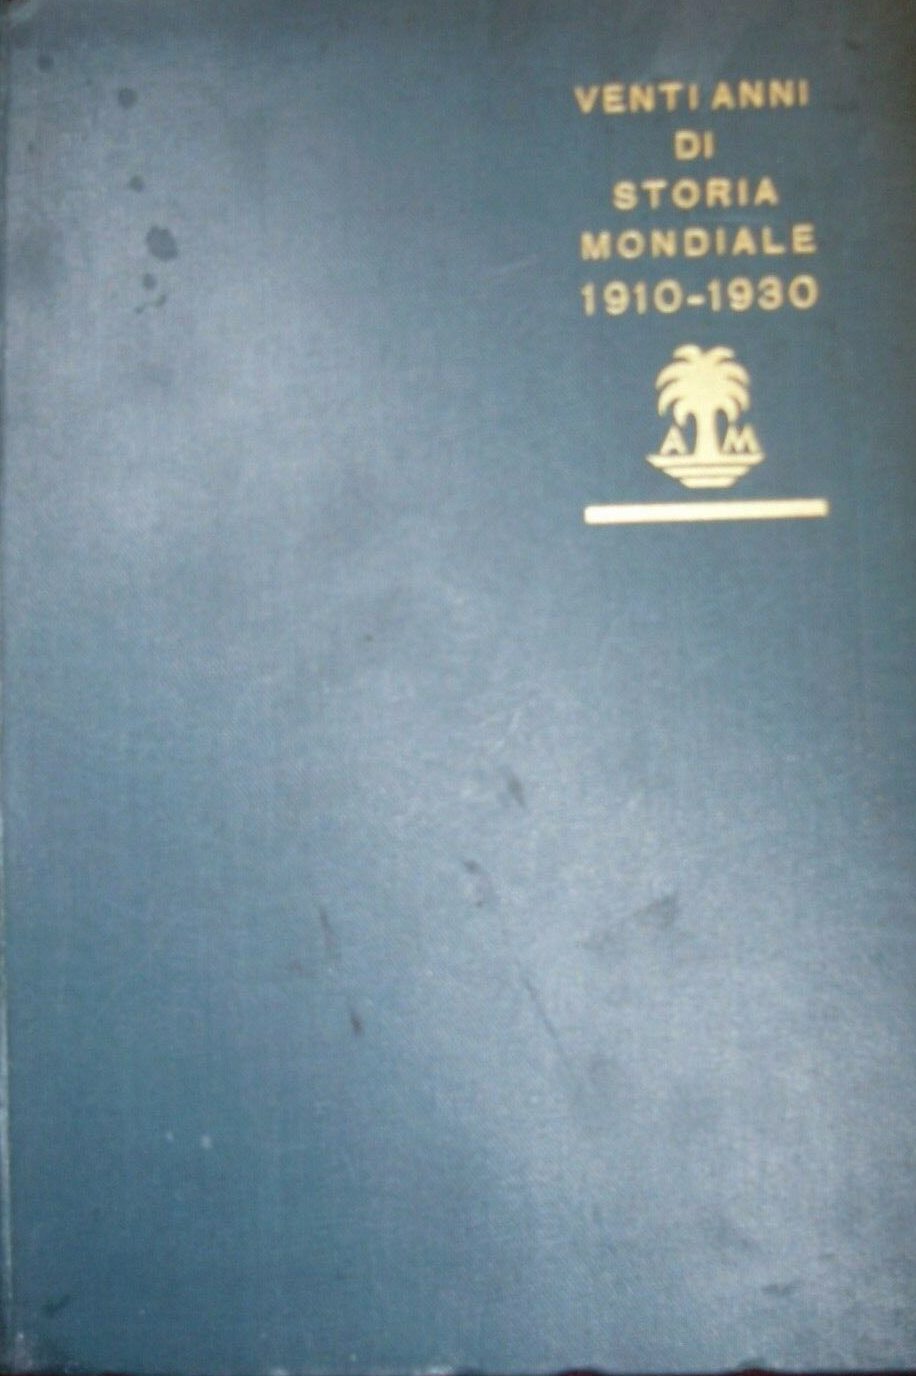 VENTI ANNI
DI
STORIA
MONDIALE
1910-1930
A M